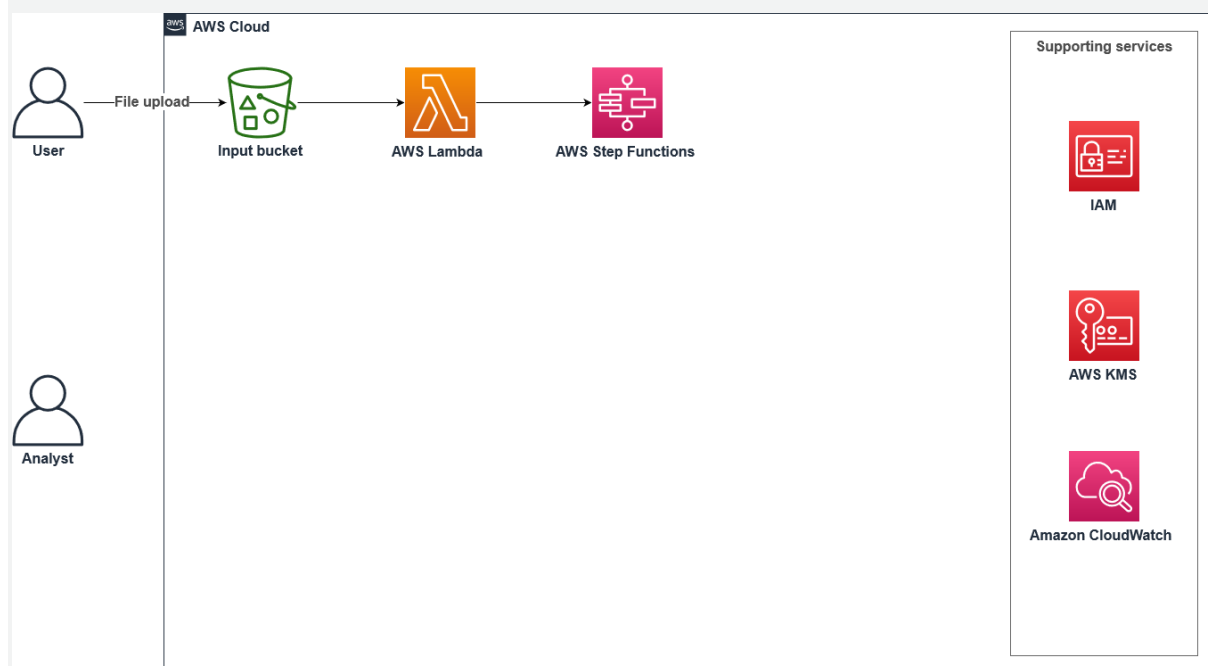 aws
AWS Cloud
Supporting services
File upload
User
Input bucket
AWS Lambda
AWS Step Functions
IAM
AWS KMS
Analyst
Amazon CloudWatch